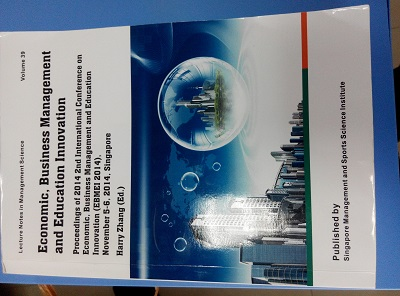 Lecture Notes in Management Science Volume 39
Economic, Business Management
and Education Innovation
Proceedings of 2014 2nd International Conference on
Economic, Business Management and Education
Innovation (EBMEI 2014),
November 5-6, 2014, Singapore
Harry Zhang (Ed.)
Published by
Singapore Management and Sports Science Institute